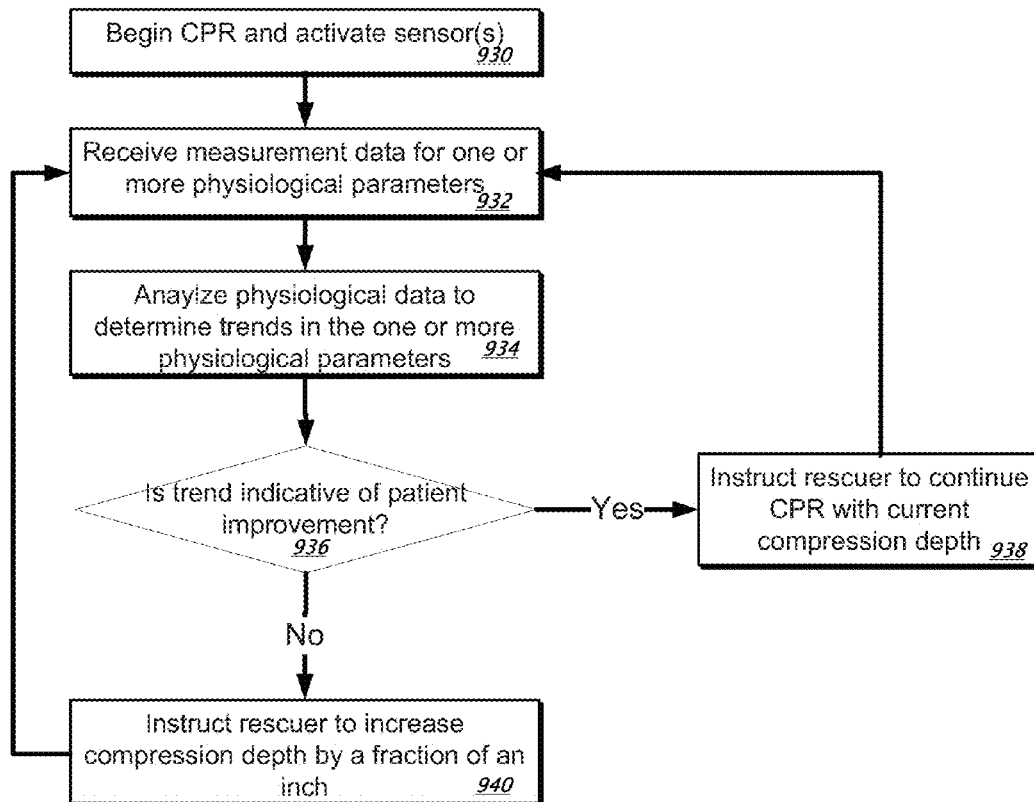 Begin CPR and activate sensor(s)
930
Receive measurement data for one or
more physiological parameters
932
Anaylize physiological data to
determine trends in the one or more
physiological parameters 934
Is trend indicative of patient
improvement?
936
Yes
Instruct rescuer to continue
CPR with current
compression depth 938
No
Instruct rescuer to increase
compression depth by a fraction of an
inch 940